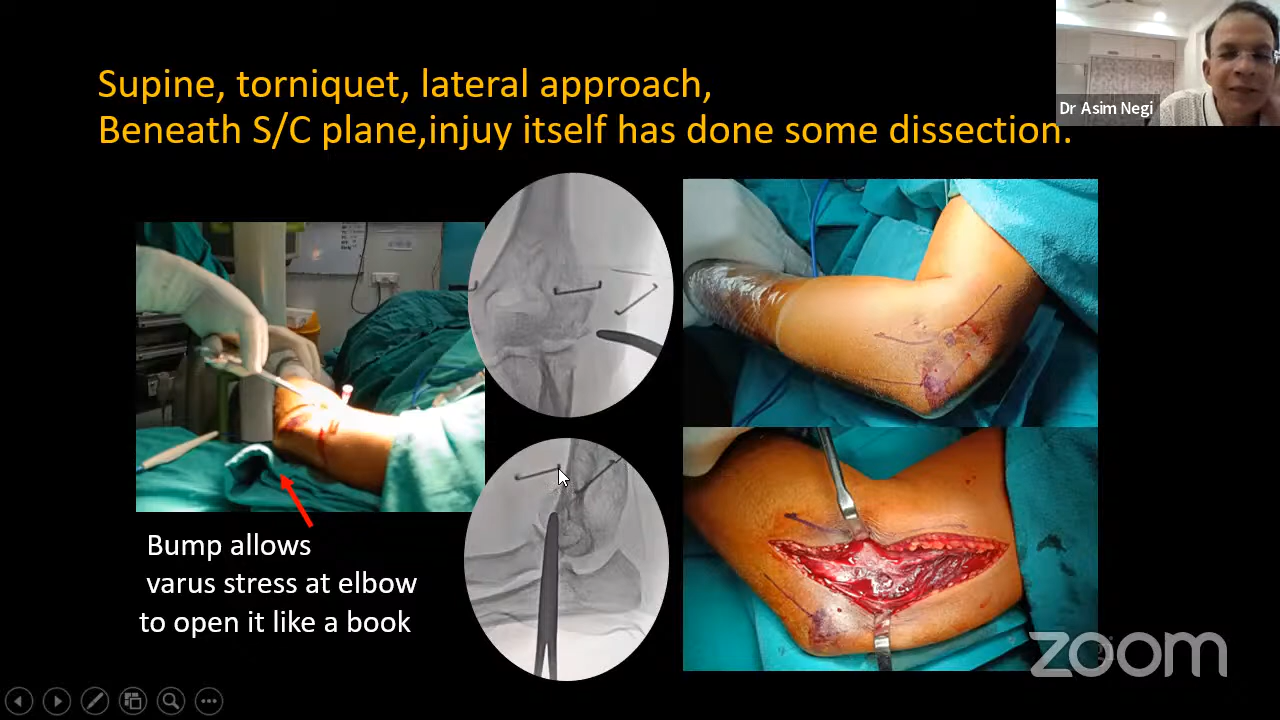 Supine, torniquet, lateral approach,
Beneath S/C plane,injuy itself has done some dissection.
Dr Asim Negi
Bump allows
varus stress at elbow
to open it like a book
zoom